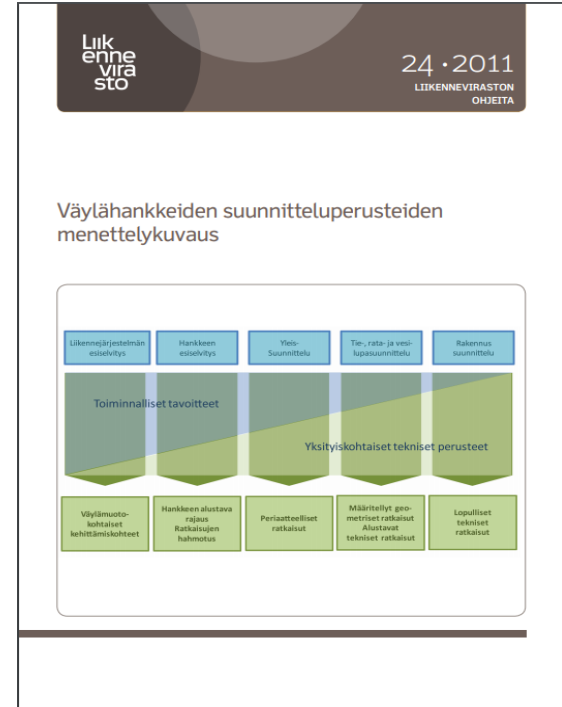 Liik
enne
vira
sto
24 • 2011
LIIKENNEVIRASTON
OHJEITA
Väylähankkeiden suunnitteluperusteiden
menettelykuvaus
Liikennejärjestelmän
esiselvitys
Hankkeen
esiselvitys
Yleis-
Suunnittelu
Tie-, rata- ja vesi-
lupasuunnittelu
Rakennus
suunnittelu
Toiminnalliset tavoitteet
Yksityiskohtaiset tekniset perusteet
Väylämuoto-
kohtaiset
kehittämiskohteet
Hankkeen alustava
rajaus
Ratkaisujen
hahmotus
Periaatteelliset
ratkaisut
Määritellyt geo-
metriset ratkaisut
Alustavat
tekniset ratkaisut
Lopulliset
tekniset
ratkaisut